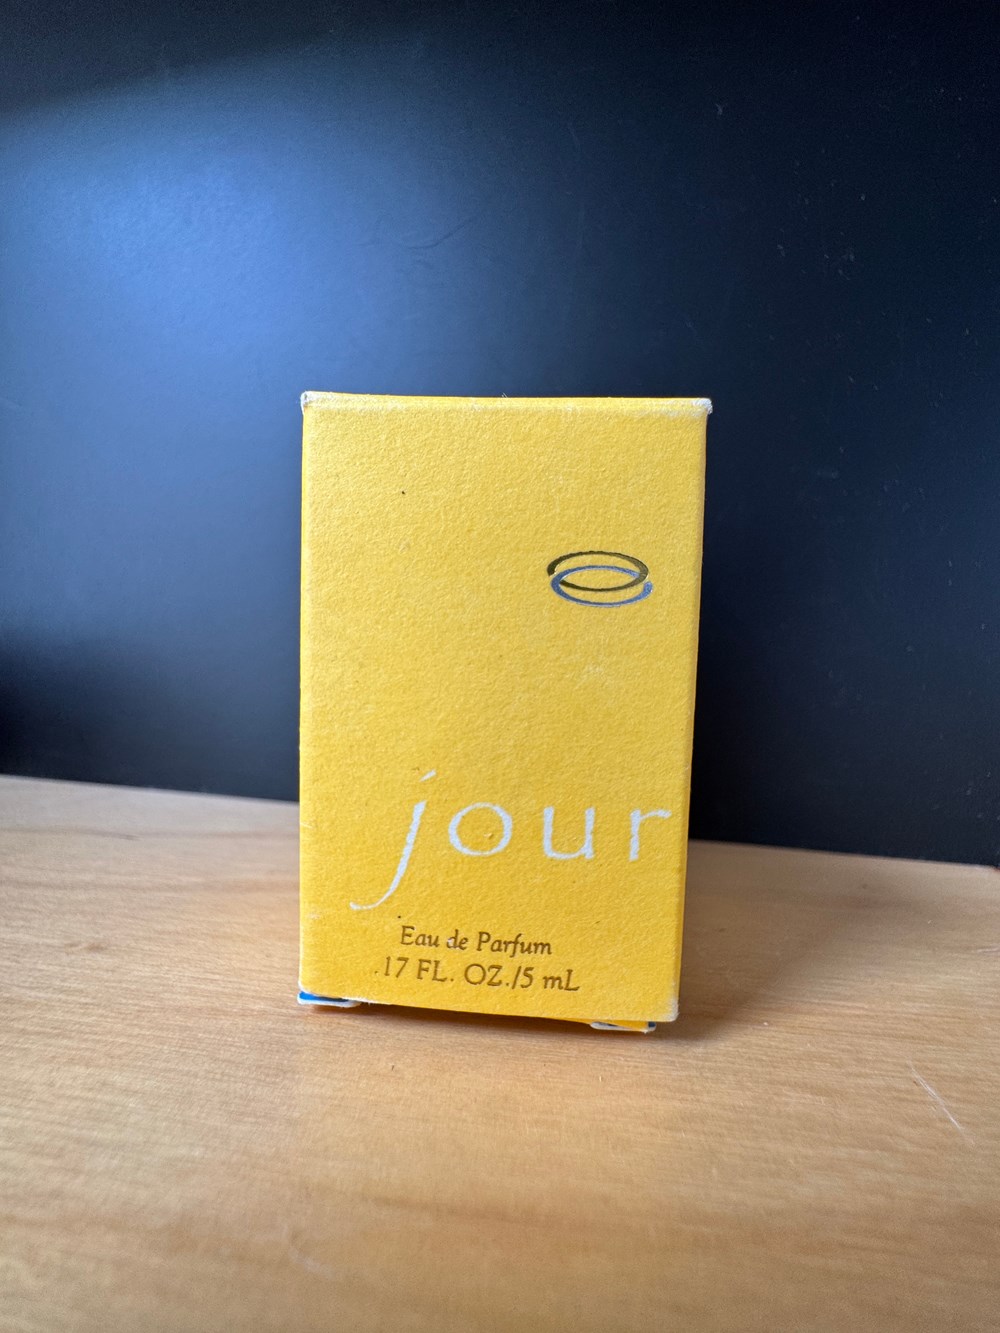 jour
Eau de Parfum
.17 FL. OZ./5 mL